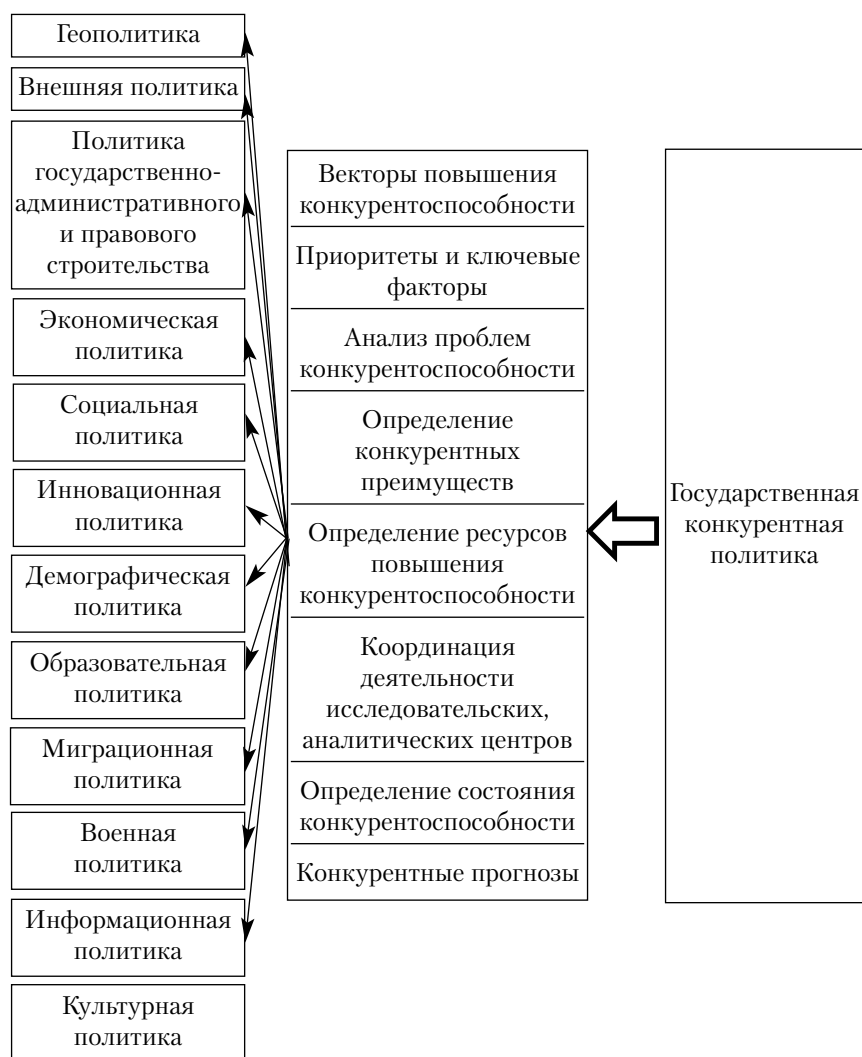 Геополитика
Внешняя политика
Политика
государственно-
административного
и правового
строительства
Экономическая
политика
Социальная
политика
Инновационная
политика
Демографическая
политика
Образовательная
политика
Миграционная
политика
Военная
политика
Информационная
политика
Культурная
политика
Векторы повышения
конкурентоспособности
Приоритеты и ключевые
факторы
Анализ проблем
конкурентоспособности
Определение
конкурентных
преимуществ
Определение ресурсов
повышения
конкурентоспособности
Координация
деятельности
исследовательских,
аналитических центров
Определение состояния
конкурентоспособности
Конкурентные прогнозы
Государственная
конкурентная
политика